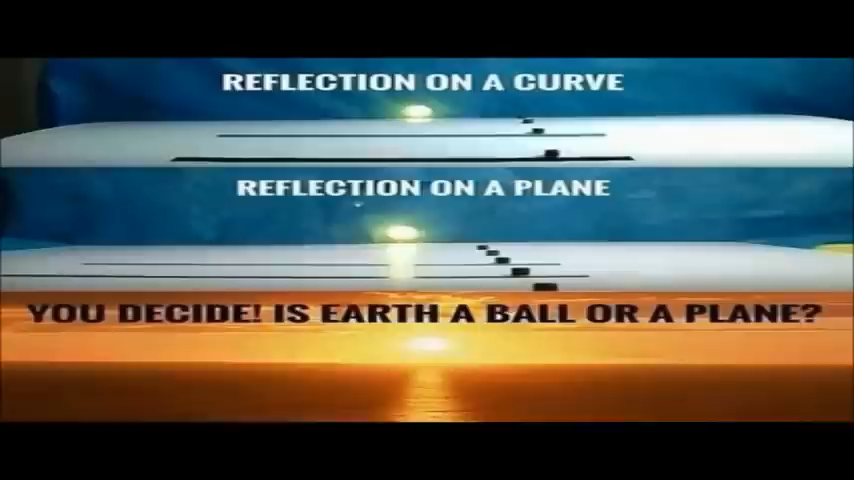 REFLECTION ON A CURVE
REFLECTION ON A PLANE
YOU DECIDE! IS EARTH A BALL OR A PLANE?